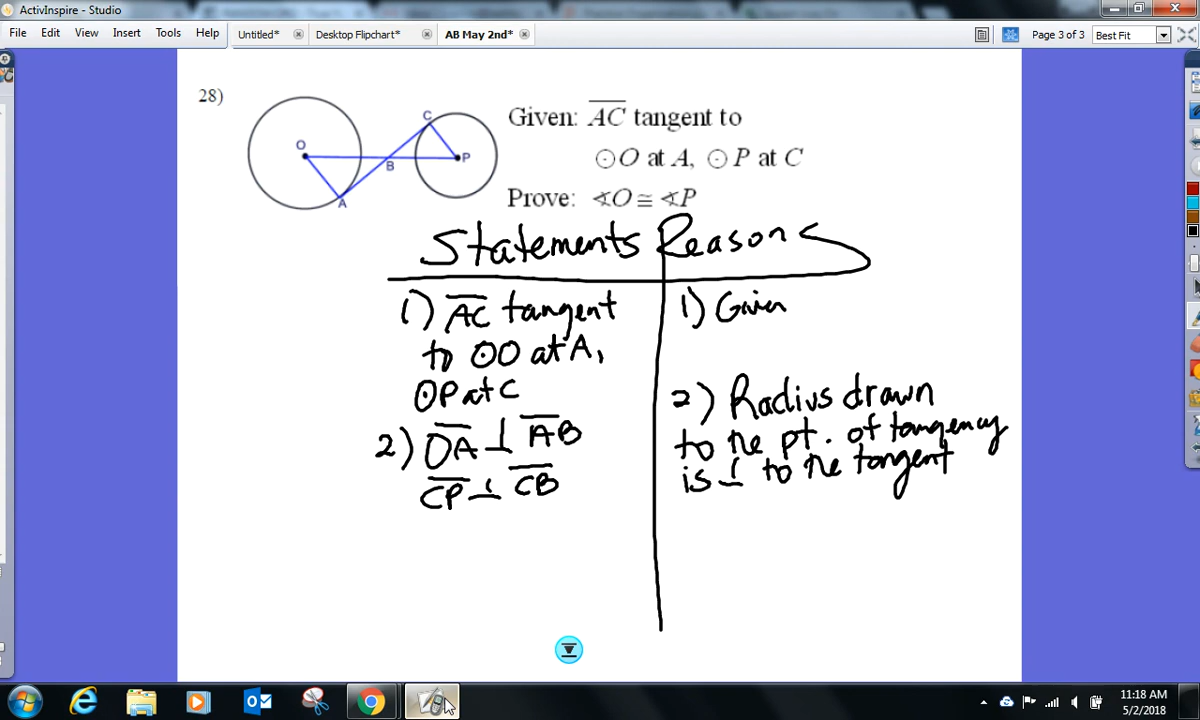 ActivInspire - Studio
File Edit View Insert Tools Help Untitled* Desktop Flipchart* AB May 2nd* Page 3 of 3 Best Fit
28)
O
A
B
C
P
Given: AC tangent to
⊙O at A, ⊙P at C
Prove: ∢O ≅ ∢P
Statements Reasons
1) AC tangent
to ⊙O at A,
⊙P at C
1) Given
2) OA ⊥ AB
CP ⊥ CB
2) Radius drawn
to the pt. of tangency
is ⊥ to the tangent
11:18 AM
5/2/2018